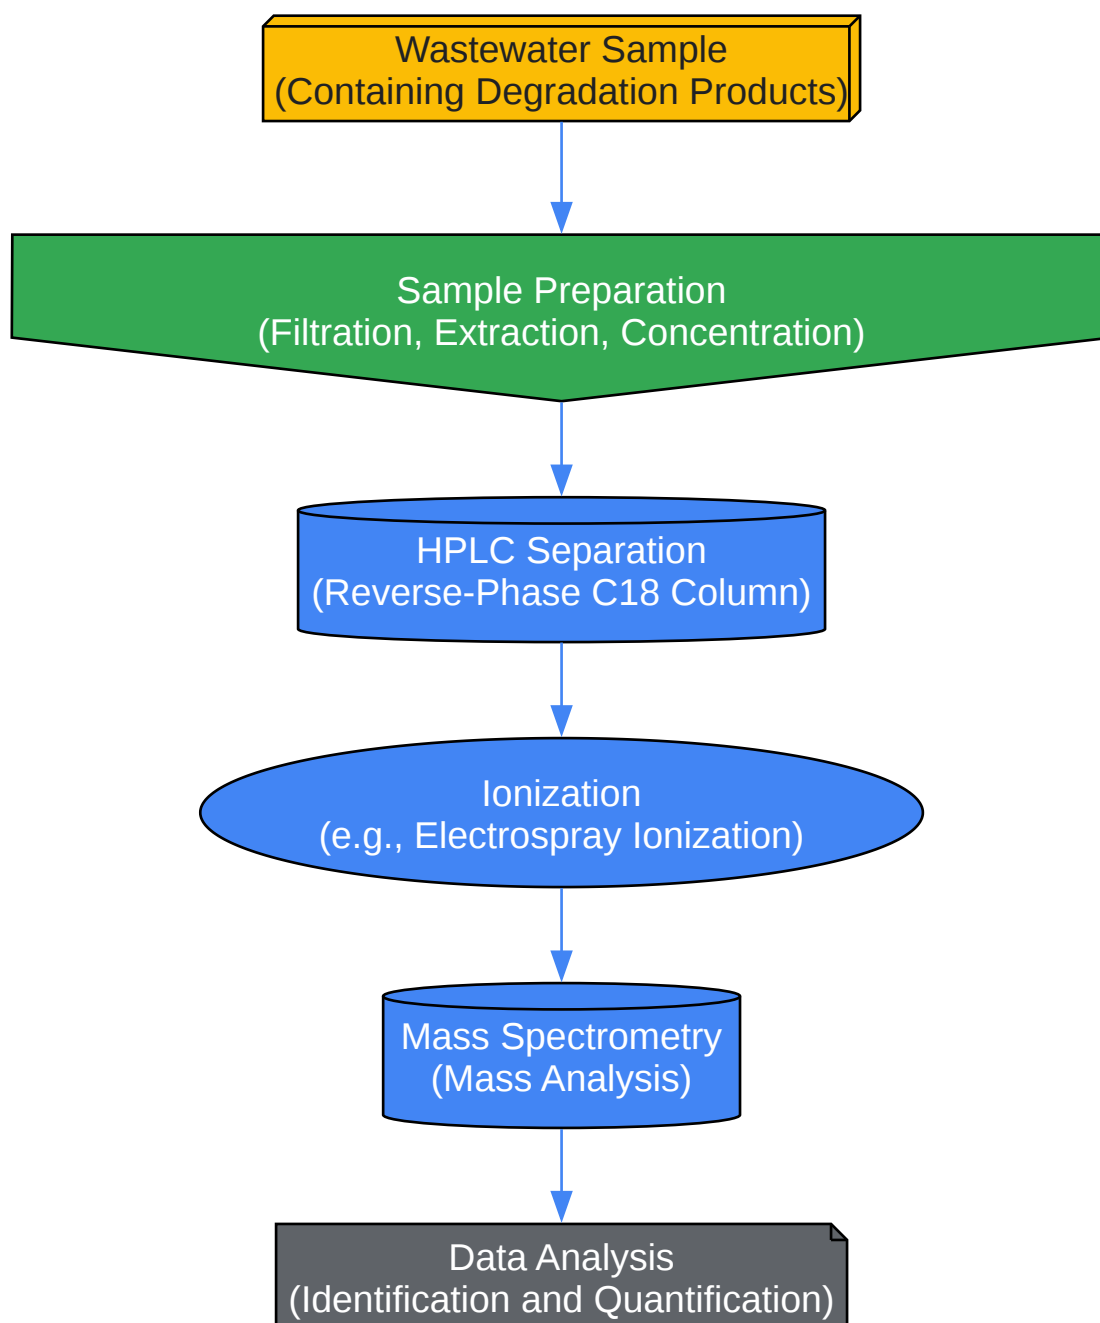 Wastewater Sample
(Containing Degradation Products)
Sample Preparation
(Filtration, Extraction, Concentration)
HPLC Separation
(Reverse-Phase C18 Column)
Ionization
(e.g., Electrospray Ionization)
Mass Spectrometry
(Mass Analysis)
Data Analysis
(Identification and Quantification)